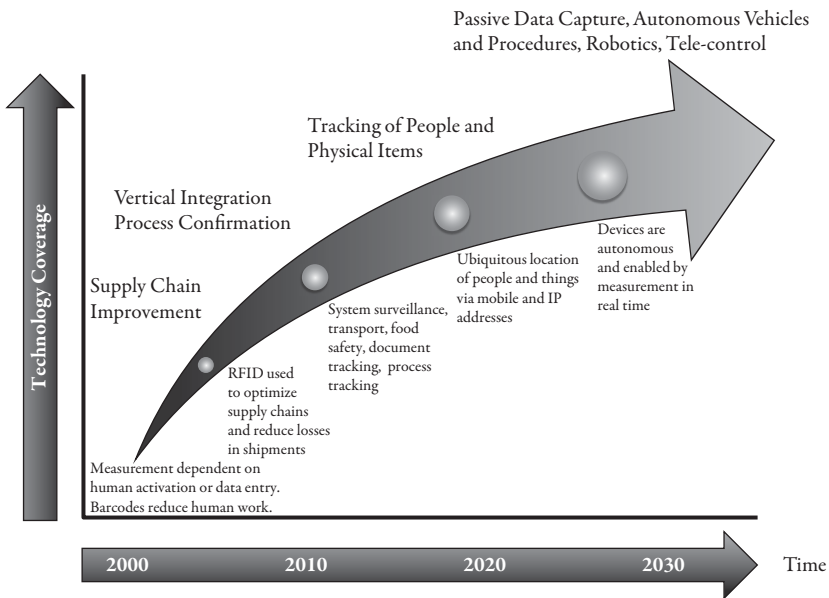 Passive Data Capture, Autonomous Vehicles
and Procedures, Robotics, Tele-control
Tracking of People and
Physical Items
Vertical Integration
Process Confirmation
Supply Chain
Improvement
Technology Coverage
Devices are
autonomous
and enabled by
measurement in
real time
Ubiquitous location
of people and things
via mobile and IP
addresses
System surveillance,
transport, food
safety, document
tracking, process
tracking
RFID used
to optimize
supply chains
and reduce losses
in shipments
Measurement dependent on
human activation or data entry.
Barcodes reduce human work.
2000 2010 2020 2030 Time